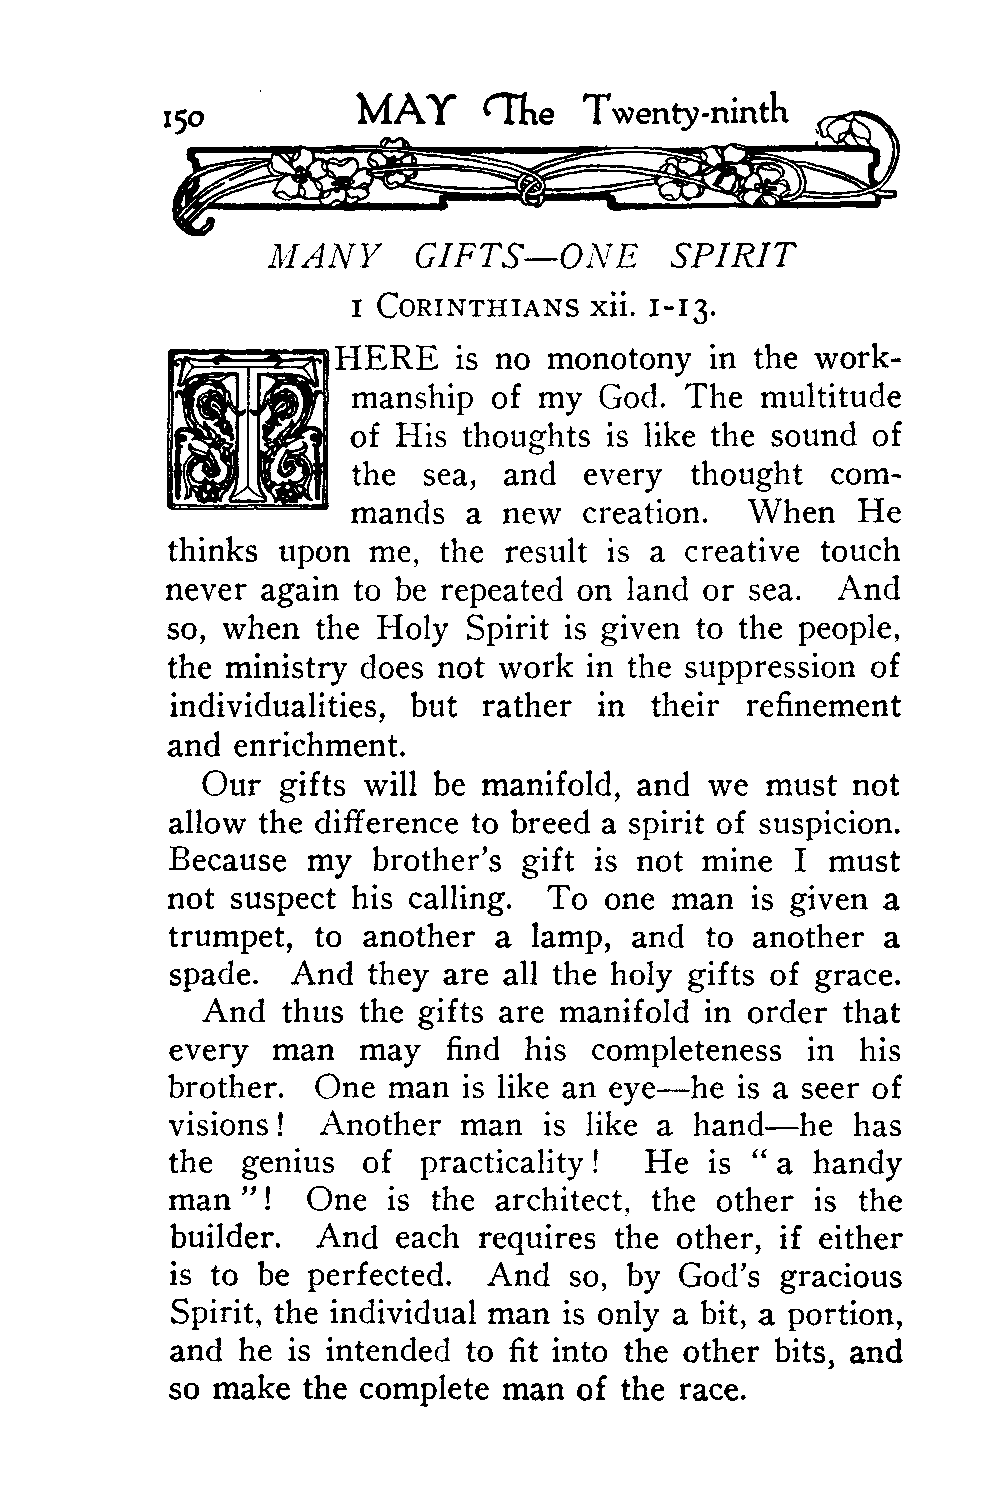 150 MAY The Twenty-ninth
MANY GIFTS—ONE SPIRIT
1 CORINTHIANS xii. 1-13.
THERE is no monotony in the work-
manship of my God. The multitude
of His thoughts is like the sound of
the sea, and every thought com-
mands a new creation. When He
thinks upon me, the result is a creative touch
never again to be repeated on land or sea. And
so, when the Holy Spirit is given to the people,
the ministry does not work in the suppression of
individualities, but rather in their refinement
and enrichment.
Our gifts will be manifold, and we must not
allow the difference to breed a spirit of suspicion.
Because my brother's gift is not mine I must
not suspect his calling. To one man is given a
trumpet, to another a lamp, and to another a
spade. And they are all the holy gifts of grace.
And thus the gifts are manifold in order that
every man may find his completeness in his
brother. One man is like an eye—he is a seer of
visions! Another man is like a hand—he has
the genius of practicality! He is “a handy
man”! One is the architect, the other is the
builder. And each requires the other, if either
is to be perfected. And so, by God's gracious
Spirit, the individual man is only a bit, a portion,
and he is intended to fit into the other bits, and
so make the complete man of the race.